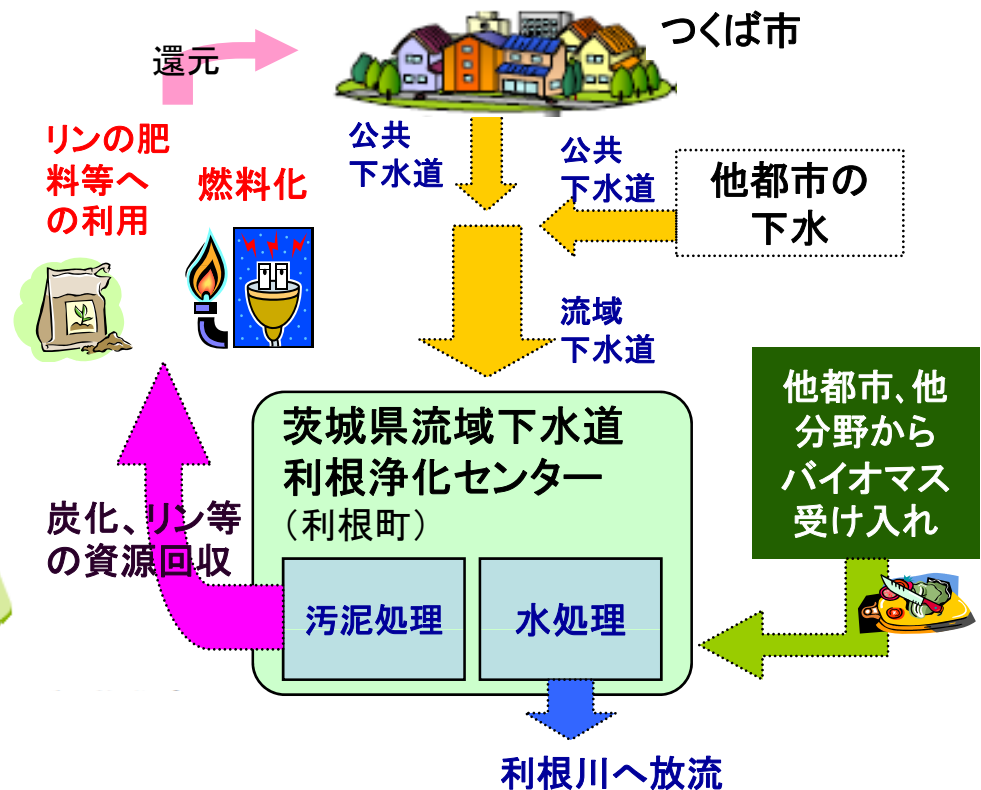 つくば市
還元
公共
下水道
公共
下水道
他都市の
下水
リンの肥
料等へ
の利用
燃料化
流域
下水道
他都市、他
分野から
バイオマス
受け入れ
茨城県流域下水道
利根浄化センター
（利根町）
炭化、リン等
の資源回収
汚泥処理
水処理
利根川へ放流